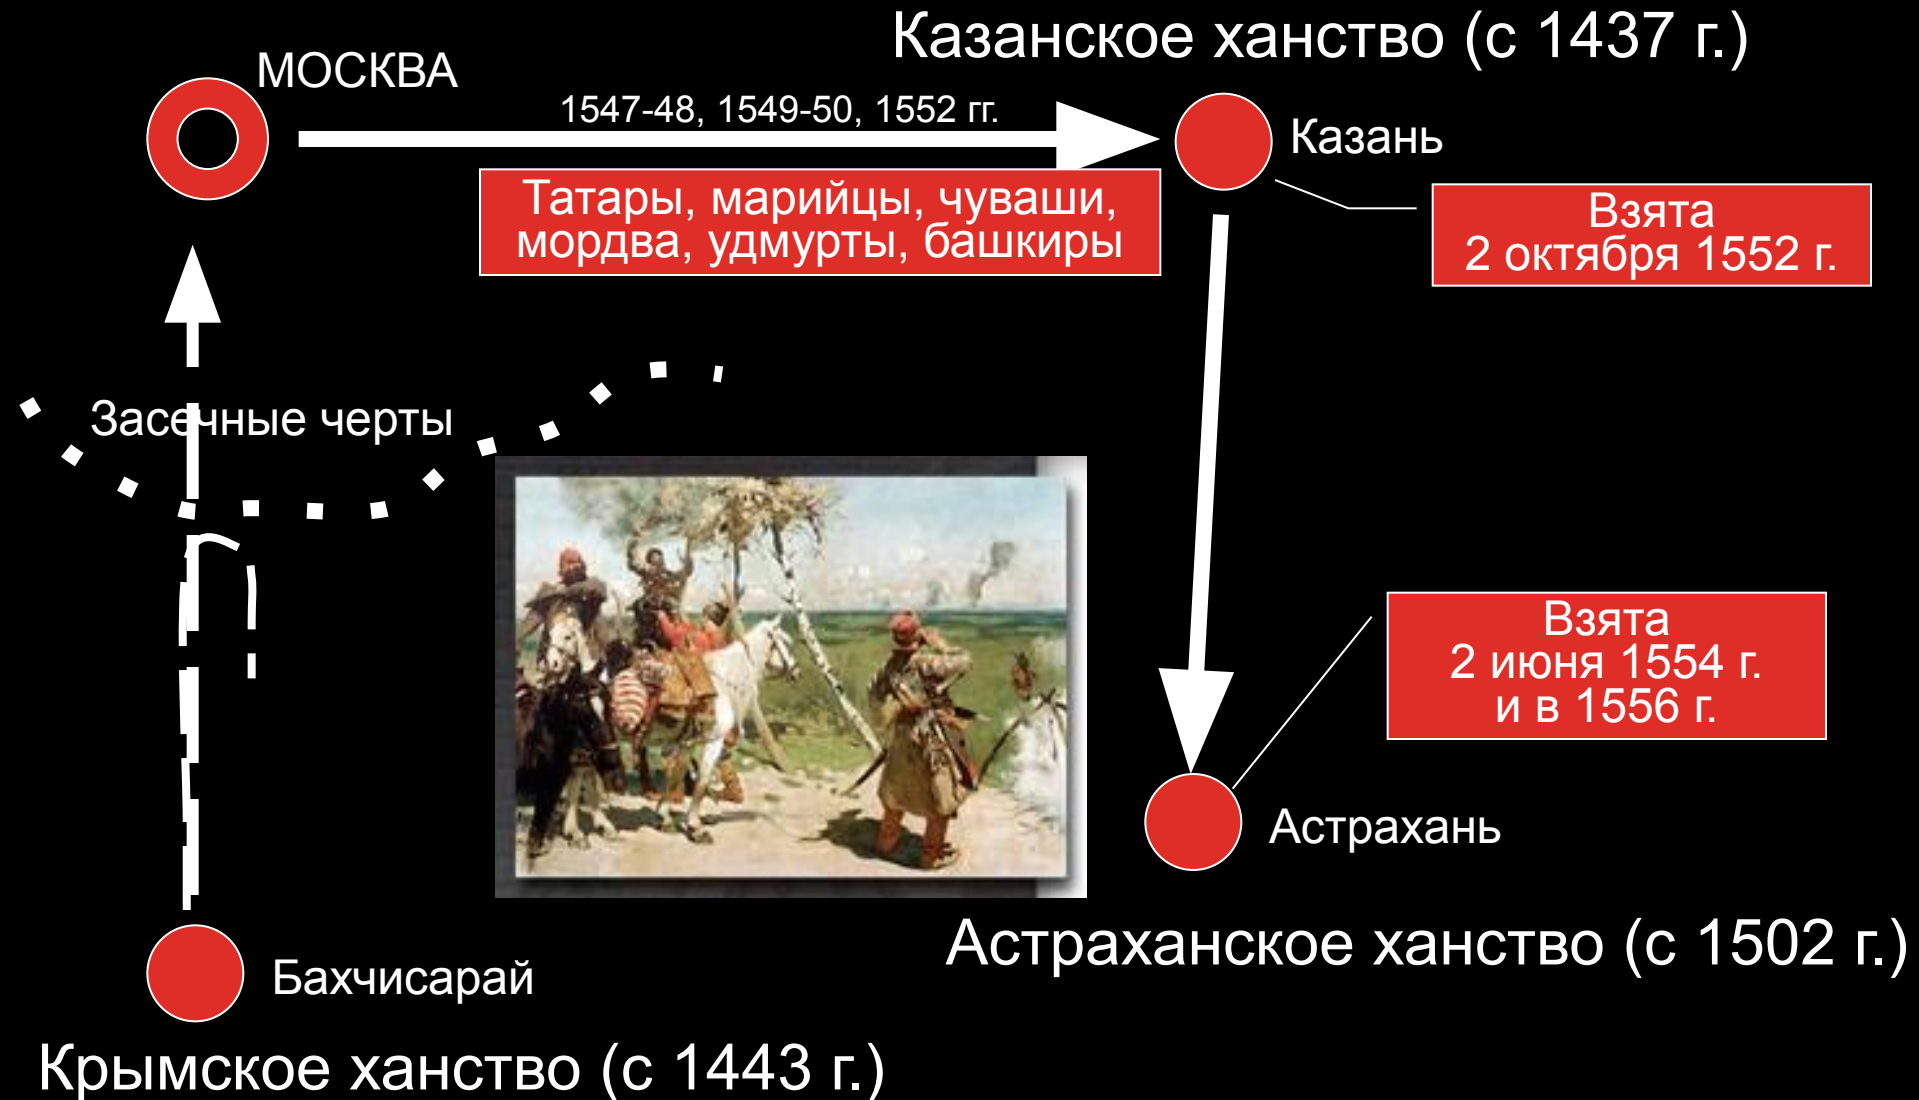 Казанское ханство (с 1437 г.)
МОСКВА
1547-48, 1549-50, 1552 гг.
Казань
Татары, марийцы, чуваши,
мордва, удмурты, башкиры
Взята
2 октября 1552 г.
Засечные черты
Взята
2 июня 1554 г.
и в 1556 г.
Астрахань
Астраханское ханство (с 1502 г.)
Бахчисарай
Крымское ханство (с 1443 г.)